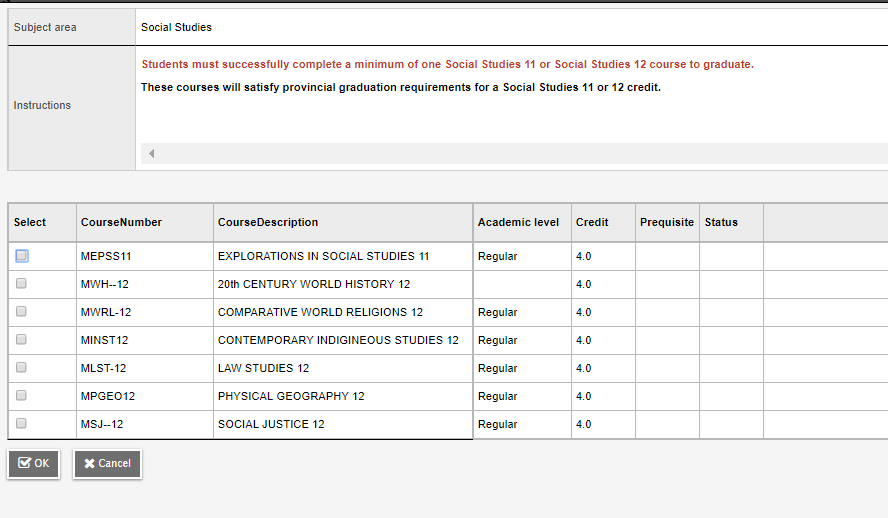 Subject area Social Studies
Students must successfully complete a minimum of one Social Studies 11 or Social Studies 12 course to graduate.
These courses will satisfy provincial graduation requirements for a Social Studies 11 or 12 credit.
Instructions
Select CourseNumber CourseDescription Academic level Credit Prequisite Status
MEPSS11 EXPLORATIONS IN SOCIAL STUDIES 11 Regular 4.0
MWH--12 20th CENTURY WORLD HISTORY 12 4.0
MWRL-12 COMPARATIVE WORLD RELIGIONS 12 Regular 4.0
MINST12 CONTEMPORARY INDIGINEOUS STUDIES 12 Regular 4.0
MLST-12 LAW STUDIES 12 Regular 4.0
MPGEO12 PHYSICAL GEOGRAPHY 12 Regular 4.0
MSJ--12 SOCIAL JUSTICE 12 Regular 4.0
OK Cancel